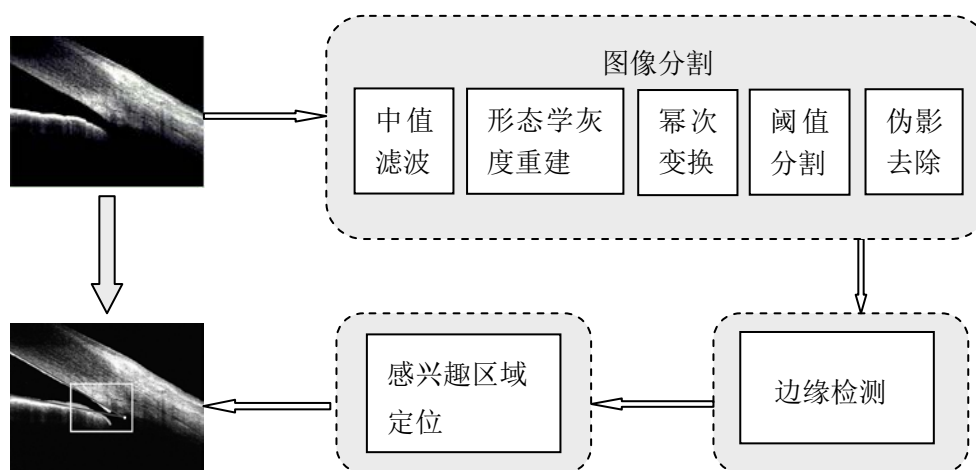 图像分割
中值
滤波
形态学灰
度重建
幂次
变换
阈值
分割
伪影
去除
感兴趣区域
定位
边缘检测